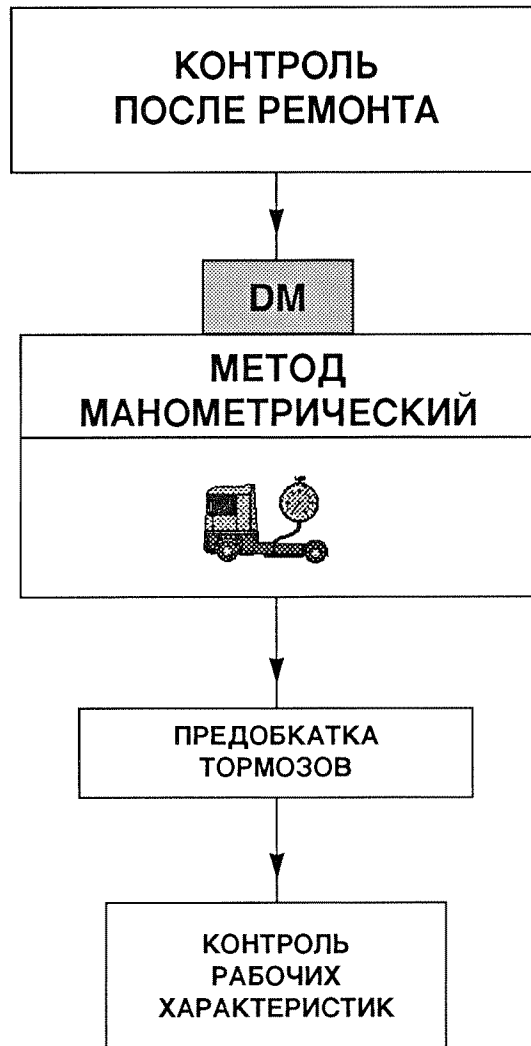 КОНТРОЛЬ
ПОСЛЕ РЕМОНТА
DM
МЕТОД
МАНОМЕТРИЧЕСКИЙ
ПРЕДОБКАТКА
ТОРМОЗОВ
КОНТРОЛЬ
РАБОЧИХ
ХАРАКТЕРИСТИК